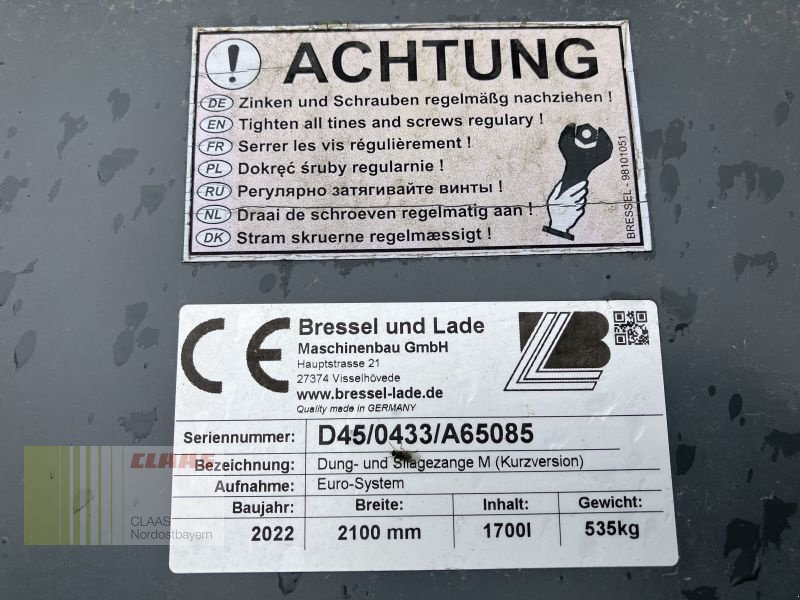 ! ACHTUNG
DE Zinken und Schrauben regelmäßg nachziehen !
EN Tighten all tines and screws regulary !
FR Serrer les vis régulièrement !
PL Dokręć śruby regularnie !
RU Регулярно затягивайте винты !
NL Draai de schroeven regelmatig aan !
DK Stram skruerne regelmæssigt !
BRESSEL - 98101051
CE Bressel und Lade
Maschinenbau GmbH
Hauptstrasse 21
27374 Visselhövede
www.bressel-lade.de
Quality made in GERMANY
LB
Seriennummer: D45/0433/A65085
Bezeichnung: Dung- und Silagezange M (Kurzversion)
Aufnahme: Euro-System
Baujahr: Breite: Inhalt: Gewicht:
2022 2100 mm 1700l 535kg
CLAAS
CLAAS
Nordostbayern